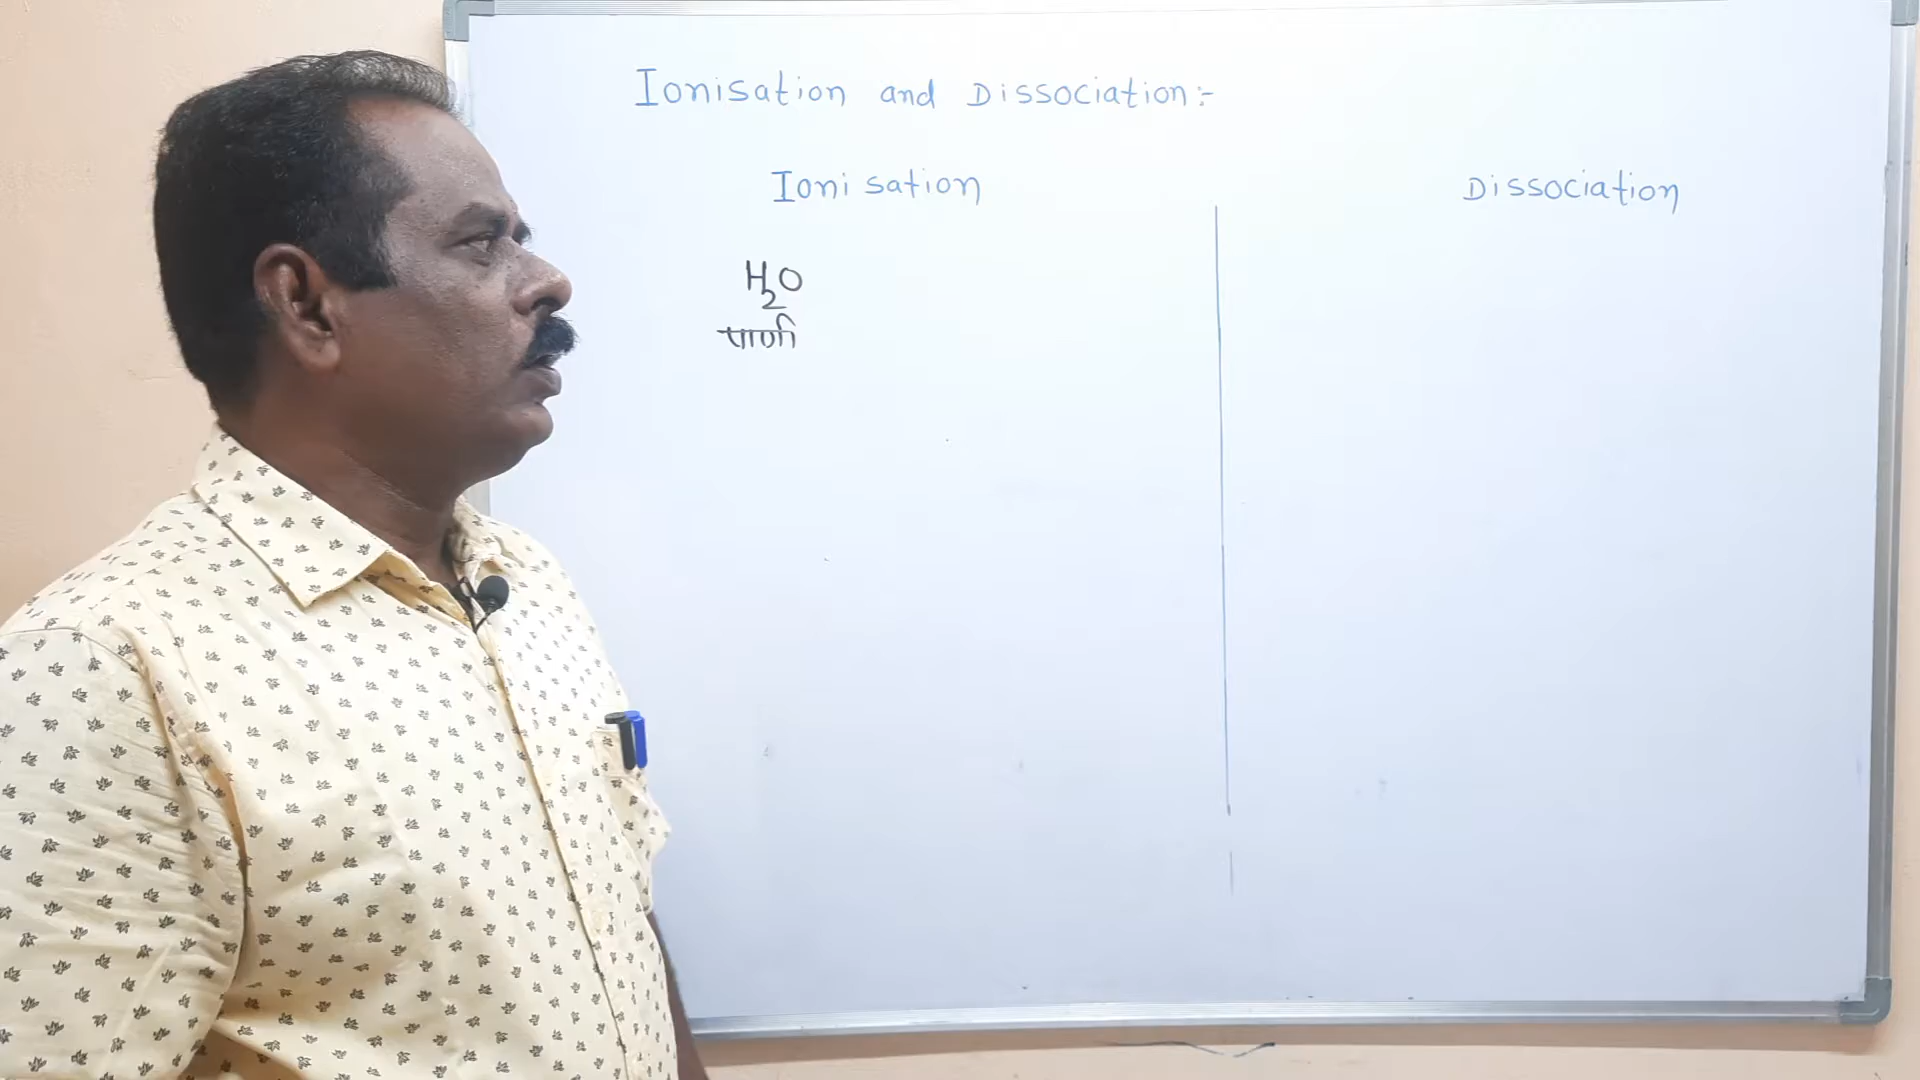 Ionisation and Dissociation:-
Ionisation Dissociation
H₂O
पाणी